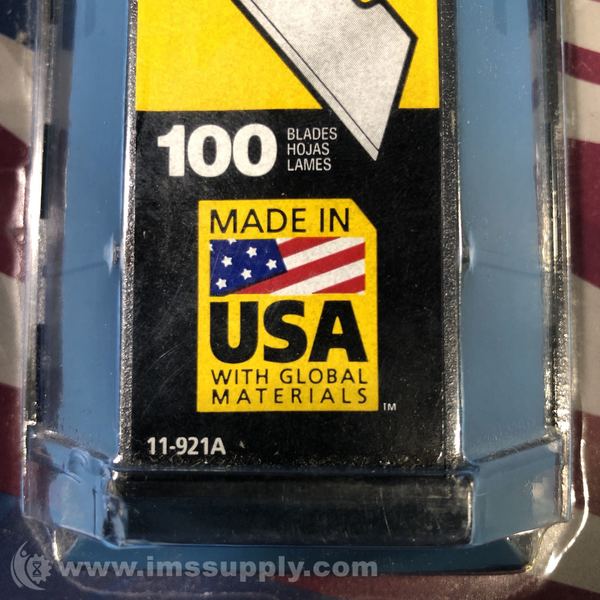 100 BLADES
HOJAS
LAMES
MADE IN
USA
WITH GLOBAL
MATERIALS ™
11-921A
www.imssupply.com